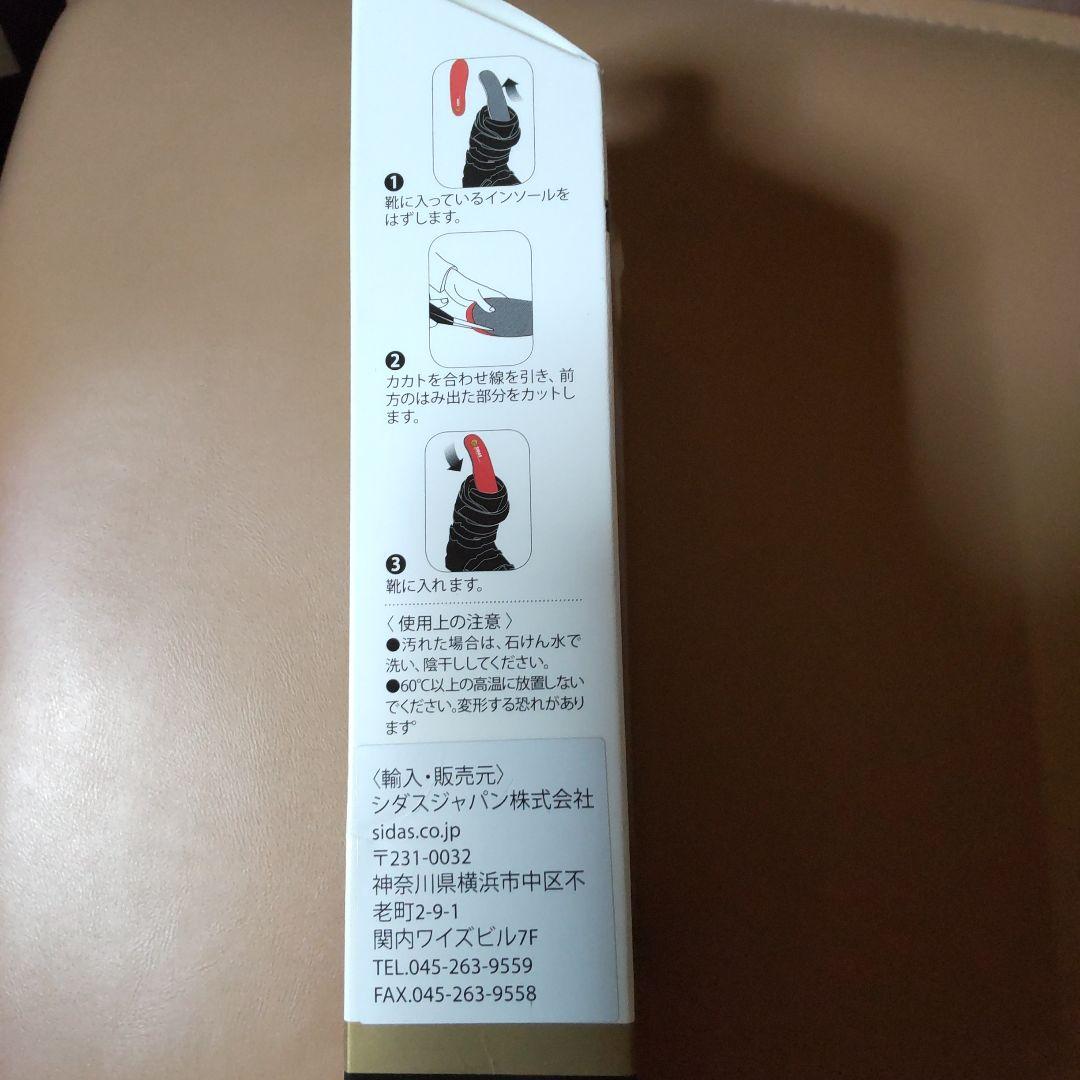 ❶
靴に入っているインソールを
はずします。
❷
カカトを合わせ線を引き、前
方のはみ出た部分をカットし
ます。
❸
靴に入れます。
〈 使用上の注意 〉
●汚れた場合は、石けん水で
洗い、陰干ししてください。
●60℃以上の高温に放置しない
でください。変形する恐れがあり
ます。
〈輸入・販売元〉
シダスジャパン株式会社
sidas.co.jp
〒231-0032
神奈川県横浜市中区不
老町2-9-1
関内ワイズビル7F
TEL.045-263-9559
FAX.045-263-9558